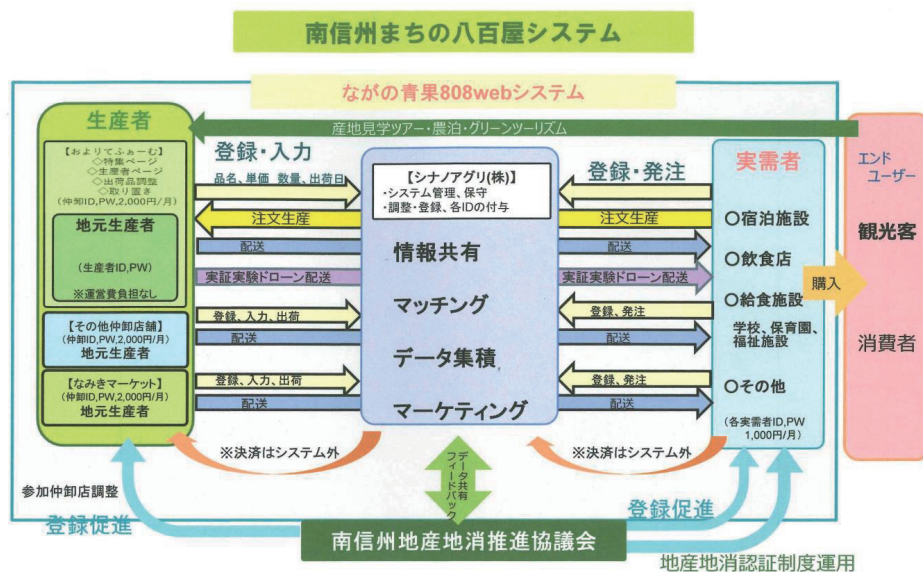 南信州まちの八百屋システム
ながの青果808webシステム
産地見学ツアー・農泊・グリーンツーリズム
生産者
【およりてふぁーむ】
◇特集ページ
◇生産者ページ
◇出荷品調整
◇取り置き
(仲卸ID,PW,2,000円/月)
地元生産者
(生産者ID,PW)
※運営費負担なし
【その他仲卸店舗】
(仲卸ID,PW,2,000円/月)
地元生産者
【なみきマーケット】
(仲卸ID,PW,2,000円/月)
地元生産者
登録・入力
品名、単価 数量、出荷日
注文生産
配送
実証実験ドローン配送
登録、入力、出荷
配送
登録、入力、出荷
配送
※決済はシステム外
【シナノアグリ(株)】
・システム管理、保守
・調整・登録、各IDの付与
情報共有
マッチング
データ集積
マーケティング
登録・発注
注文生産
配送
実証実験ドローン配送
登録、発注
配送
登録、発注
配送
※決済はシステム外
実需者
○宿泊施設
○飲食店
○給食施設
学校、保育園、
福祉施設
○その他
(各実需者ID,PW
1,000円/月)
購入
エンド
ユーザー
観光客
消費者
データ共有
フィードバック
参加仲卸店調整
登録促進
登録促進
南信州地産地消推進協議会
地産地消認証制度運用